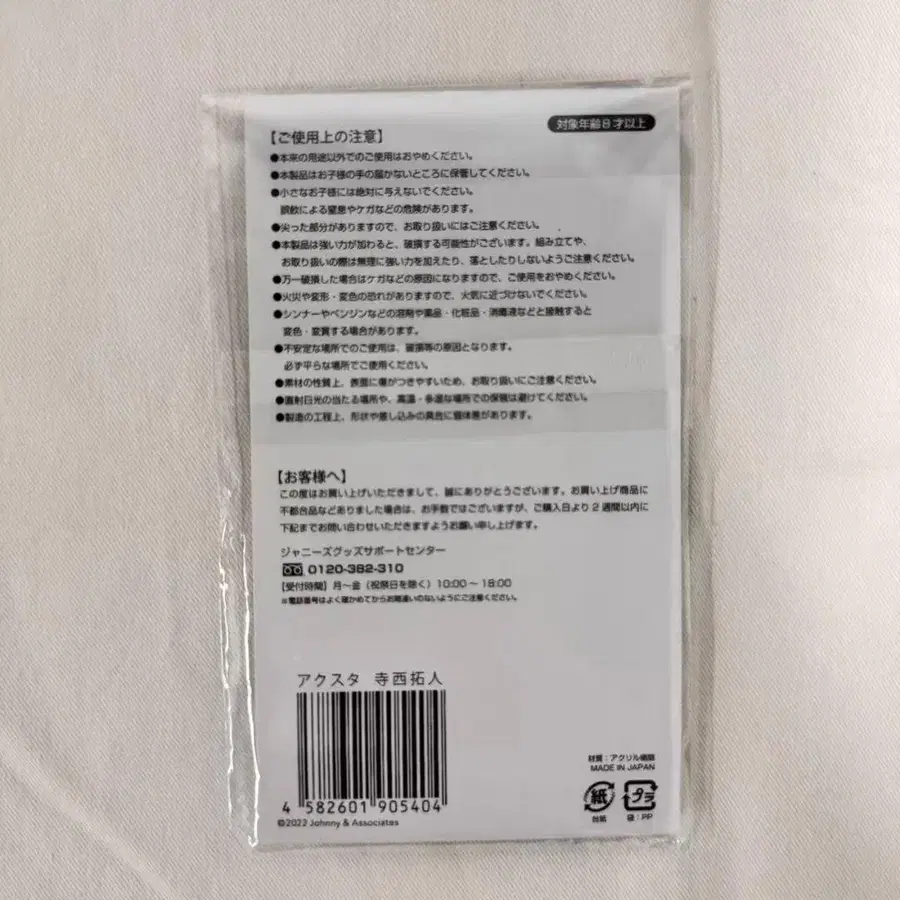 対象年齢8才以上
【ご使用上の注意】
●本来の用途以外でのご使用はおやめください。
●本製品はお子様の手の届かないところに保管してください。
●小さなお子様には絶対に与えないでください。
誤飲による窒息やケガなどの危険があります。
●尖った部分がありますので、お取り扱いにはご注意ください。
●本製品は強い力が加わると、破損する可能性がございます。組み立てや、
お取り扱いの際は無理に強い力を加えたり、落としたりしないようご注意ください。
●万一破損した場合はケガなどの原因になりますので、ご使用をおやめください。
●火災や変形・変色の恐れがありますので、火気に近づけないでください。
●シンナーやベンジンなどの溶剤や薬品・化粧品・消毒液などと接触すると
変色・変質する場合があります。
●不安定な場所でのご使用は、破損等の原因となります。
必ず平らな場所でご使用ください。
●素材の性質上、表面に傷がつきやすいため、お取り扱いにご注意ください。
●直射日光の当たる場所や、高温・多湿な場所での保管は避けてください。
●製造の工程上、形状や差し込みの具合に個体差があります。
【お客様へ】
この度はお買い上げいただきまして、誠にありがとうございます。お買い上げ商品に
不都合品などありました場合は、お手数ではございますが、ご購入日より2週間以内に
下記までお問い合わせいただきますようお願い申し上げます。
ジャニーズグッズサポートセンター
0120-382-310
【受付時間】月〜金(祝祭日を除く)10:00〜18:00
※電話番号はよく確かめてからお間違いのないようにご注意ください。
アクスタ 寺西拓人
4 582601 905404
©2022 Johnny & Associates
材質:アクリル樹脂
MADE IN JAPAN
紙 プラ
台紙 袋:PP